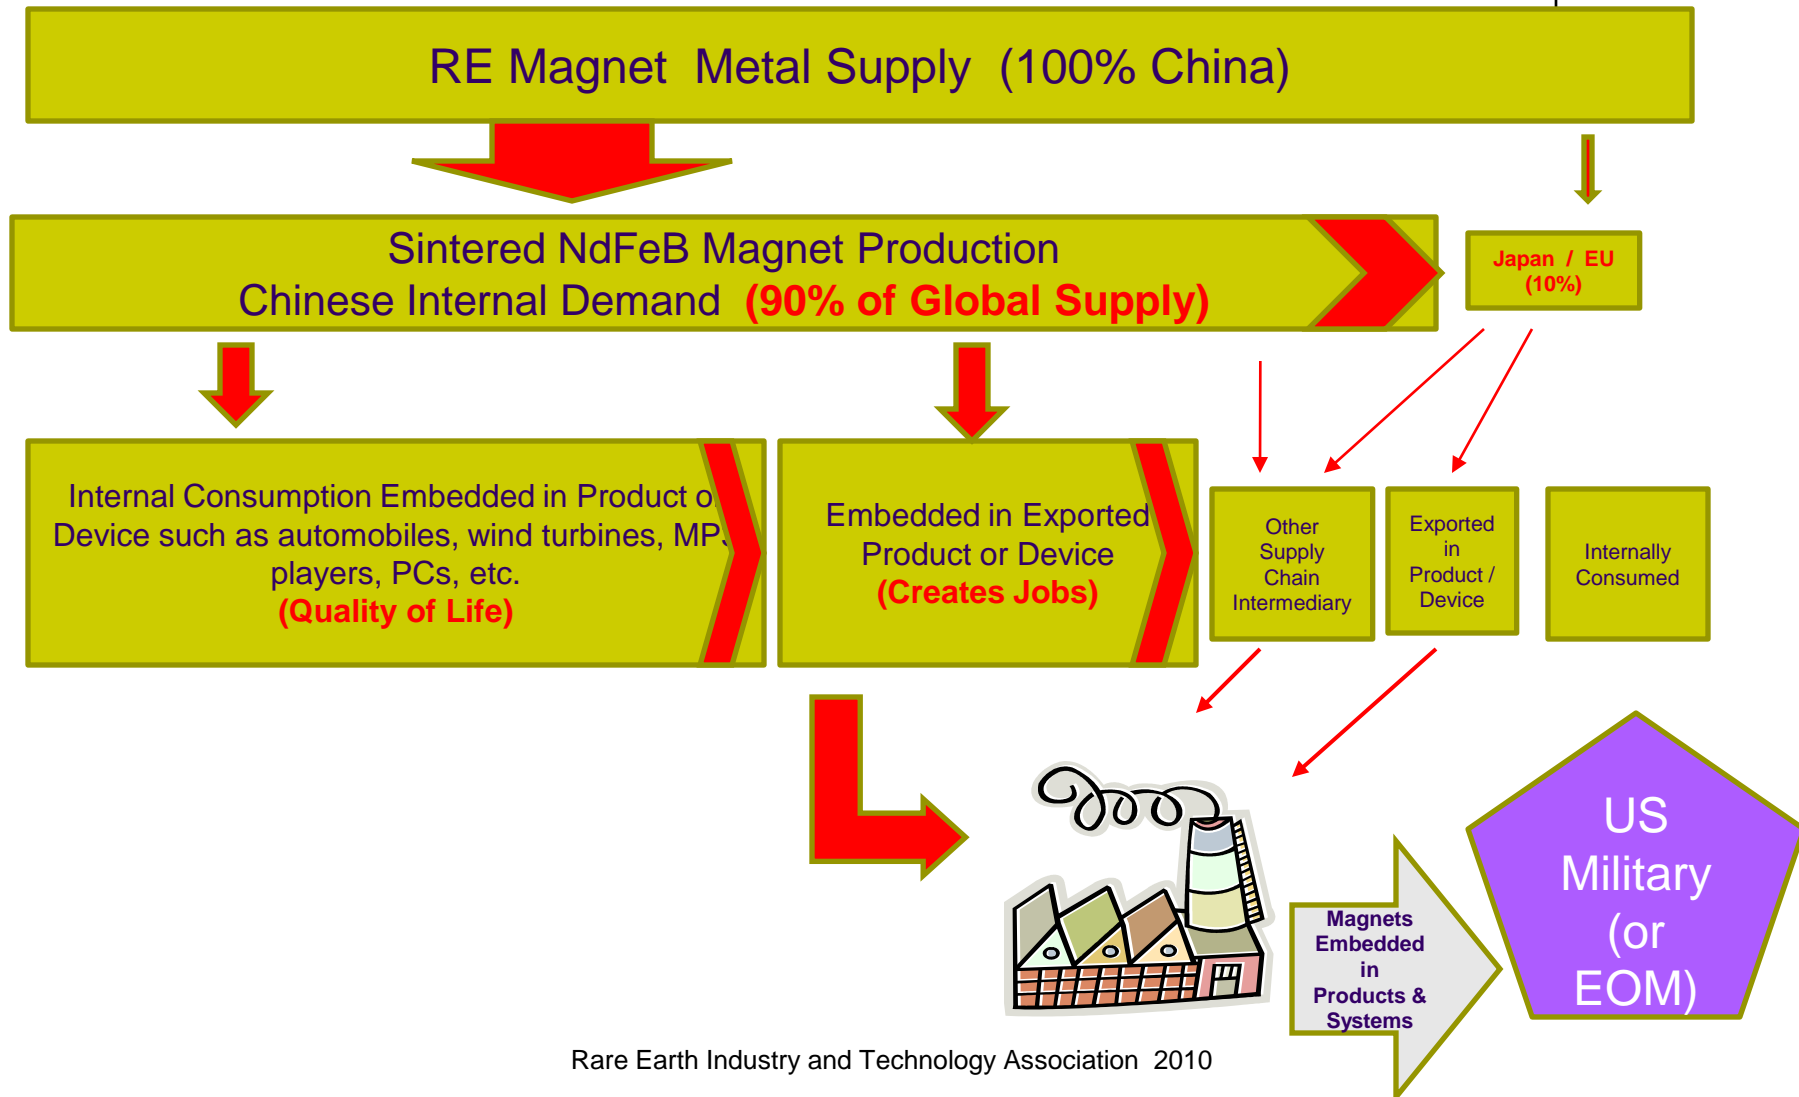 RE Magnet Metal Supply (100% China)
Sintered NdFeB Magnet Production
Chinese Internal Demand (90% of Global Supply)
Japan / EU
(10%)
Internal Consumption Embedded in Product o
Device such as automobiles, wind turbines, MP
players, PCs, etc.
(Quality of Life)
Embedded in Exported
Product or Device
(Creates Jobs)
Other
Supply
Chain
Intermediary
Exported
in
Product /
Device
Internally
Consumed
US
Military
(or
EOM)
Magnets
Embedded
in
Products &
Systems
Rare Earth Industry and Technology Association 2010